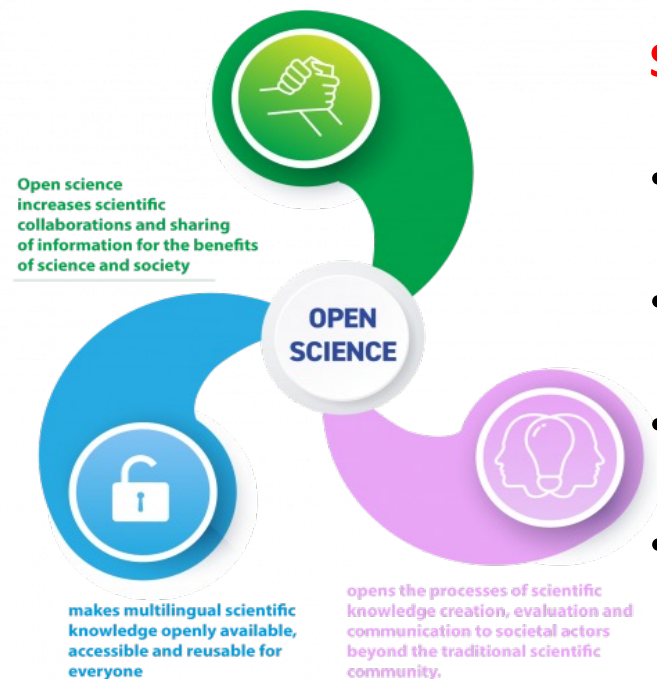 Open science
increases scientific
collaborations and sharing
of information for the benefits
of science and society
OPEN
SCIENCE
makes multilingual scientific
knowledge openly available,
accessible and reusable for
everyone
opens the processes of scientific
knowledge creation, evaluation and
communication to societal actors
beyond the traditional scientific
community.